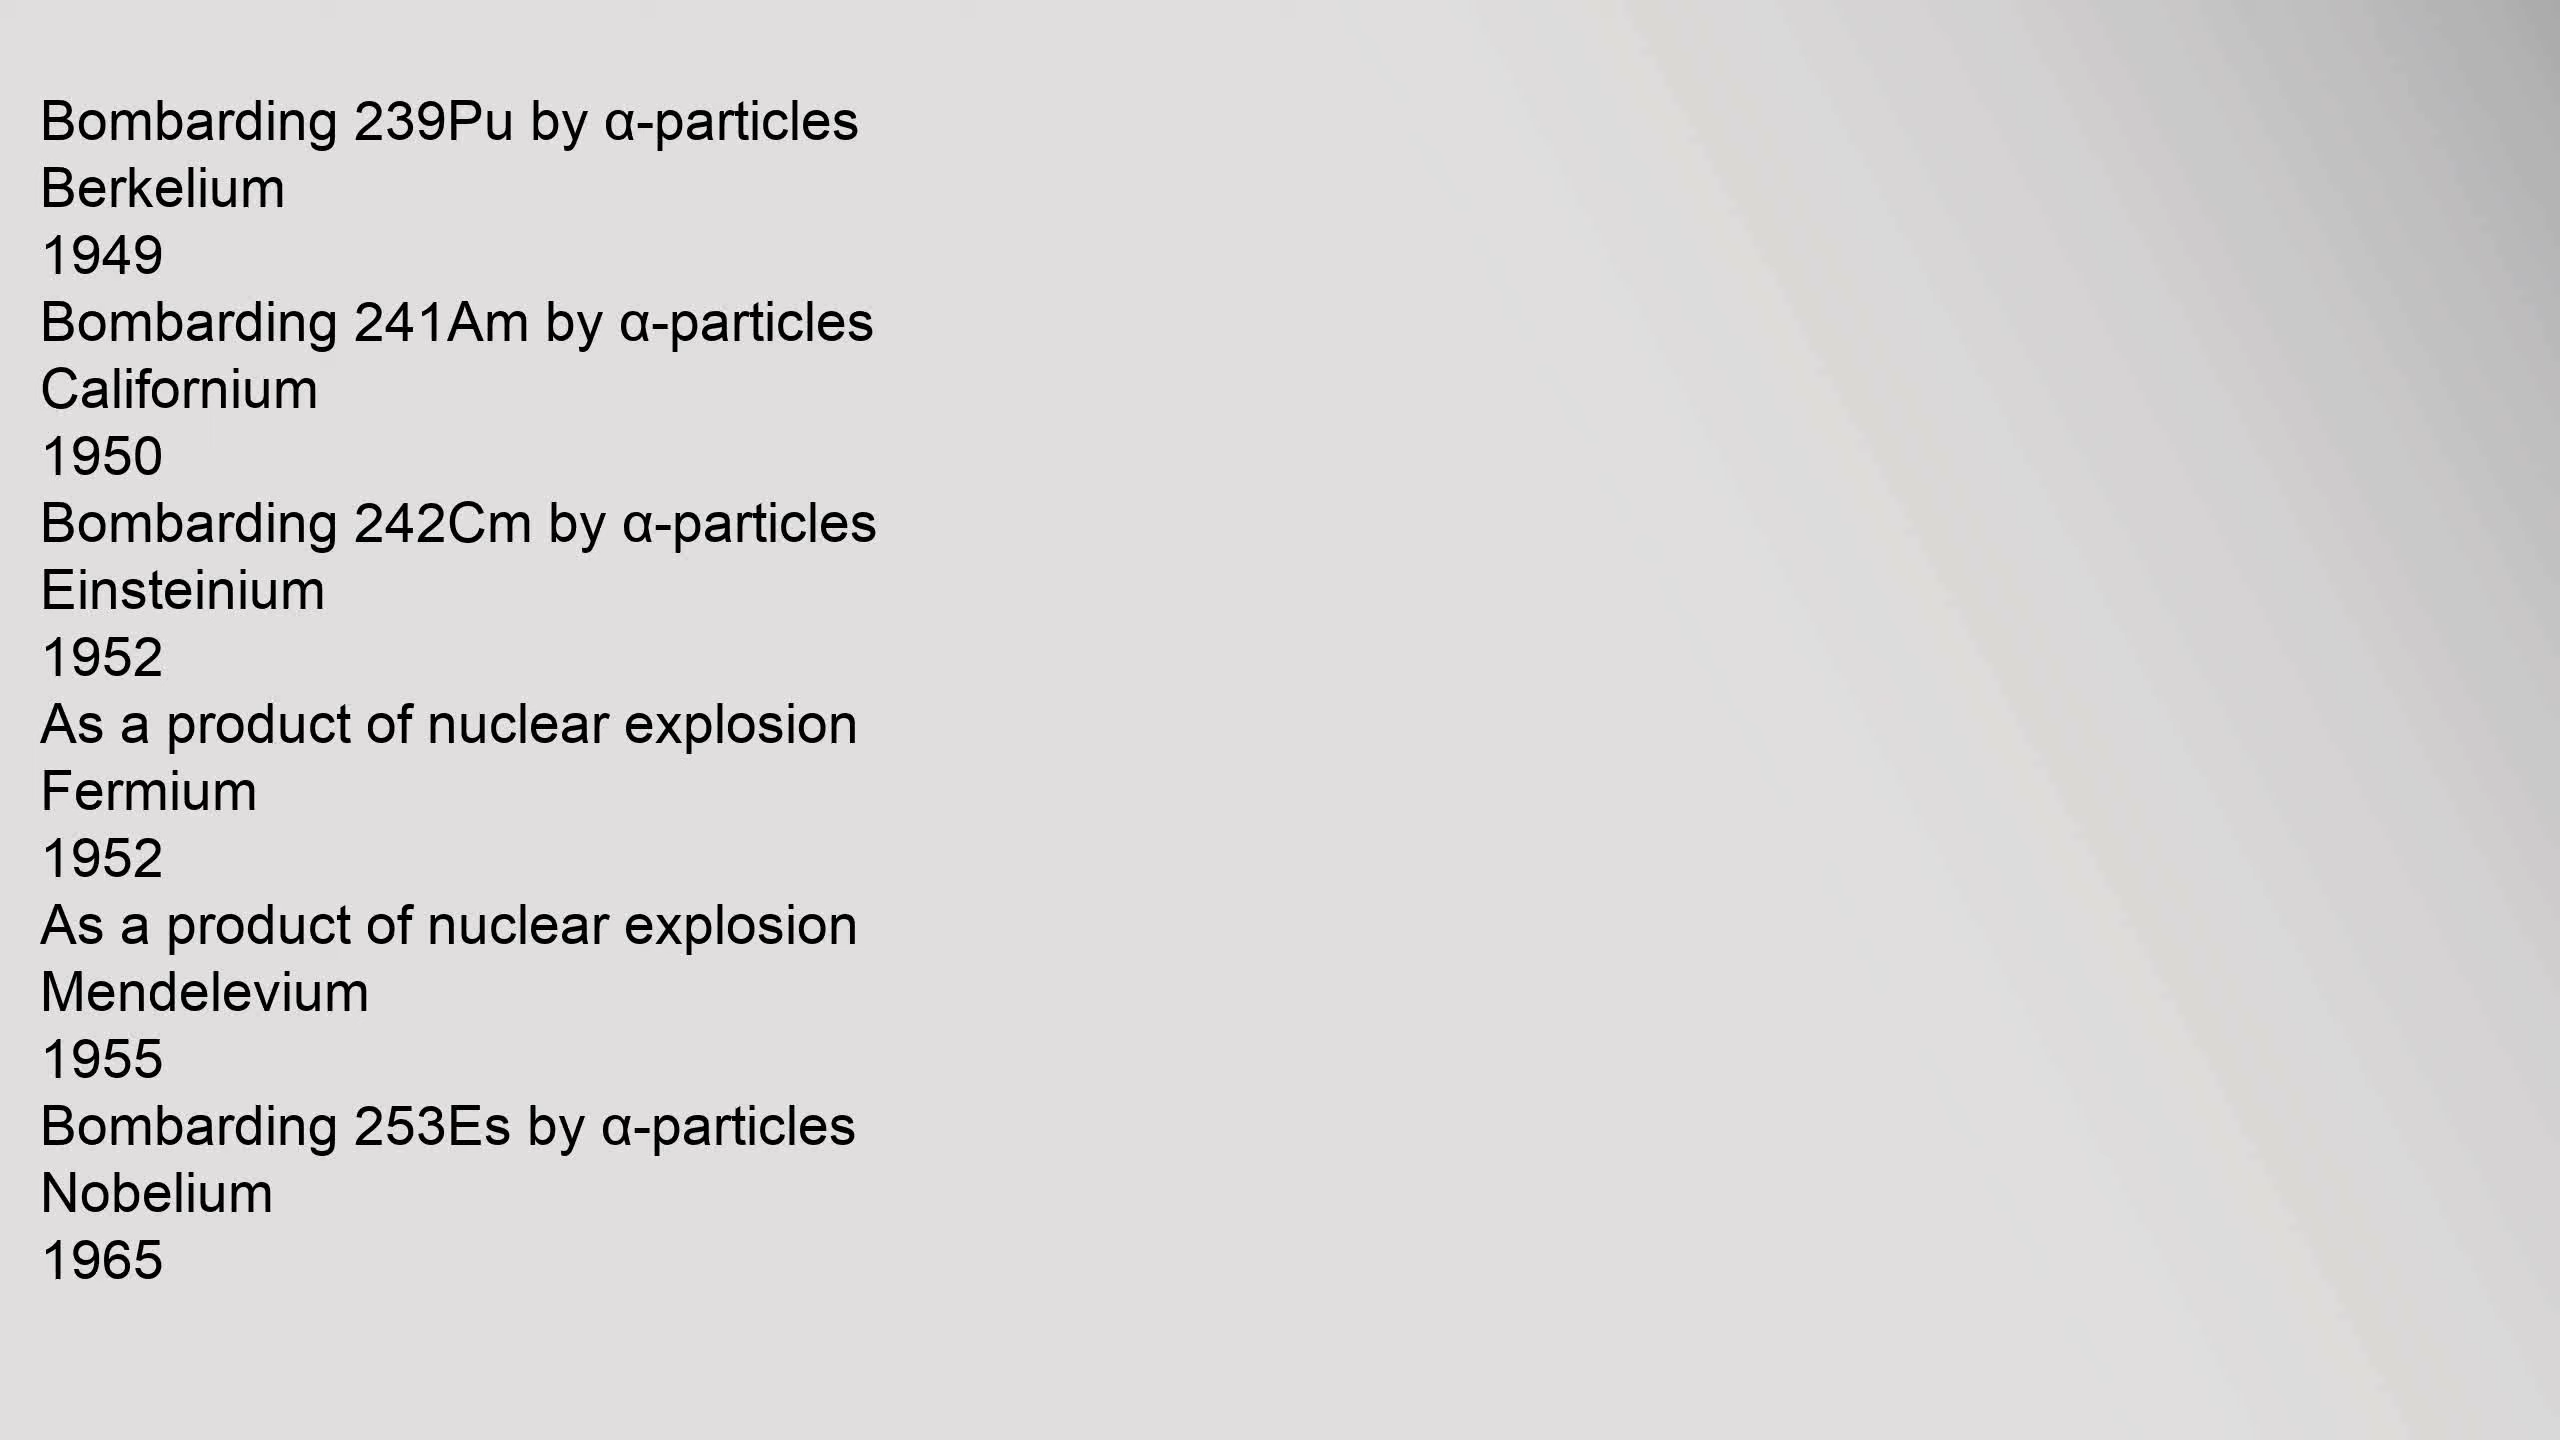 Bombarding 239Pu by α-particles
Berkelium
1949
Bombarding 241Am by α-particles
Californium
1950
Bombarding 242Cm by α-particles
Einsteinium
1952
As a product of nuclear explosion
Fermium
1952
As a product of nuclear explosion
Mendelevium
1955
Bombarding 253Es by α-particles
Nobelium
1965